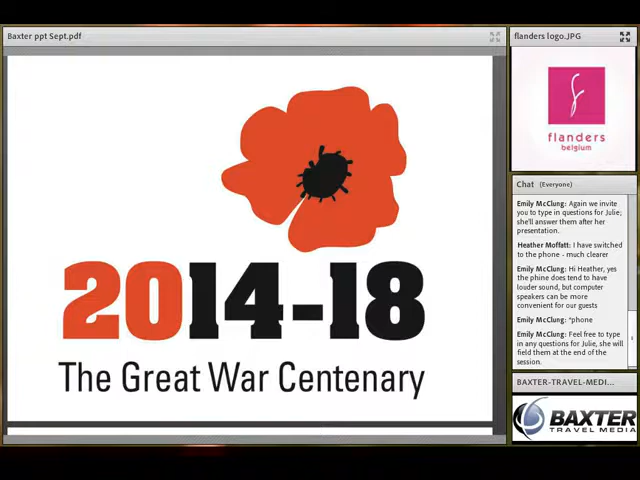 Baxter ppt Sept.pdf
2014-18
The Great War Centenary
flanders logo.JPG
flanders
belgium
Chat (Everyone)
Emily McClung: Again we invite
you to type in questions for Julie;
she'll answer them after her
presentation.
Heather Moffatt: I have switched
to the phone - much clearer
Emily McClung: Hi Heather, yes
the phine does tend to have
louder sound, but computer
speakers can be more
convenient for our guests
Emily McClung: *phone
Emily McClung: Feel free to type
in any questions for Julie, she will
field them at the end of the
session.
BAXTER-TRAVEL-MEDI...
BAXTER
TRAVEL MEDIA